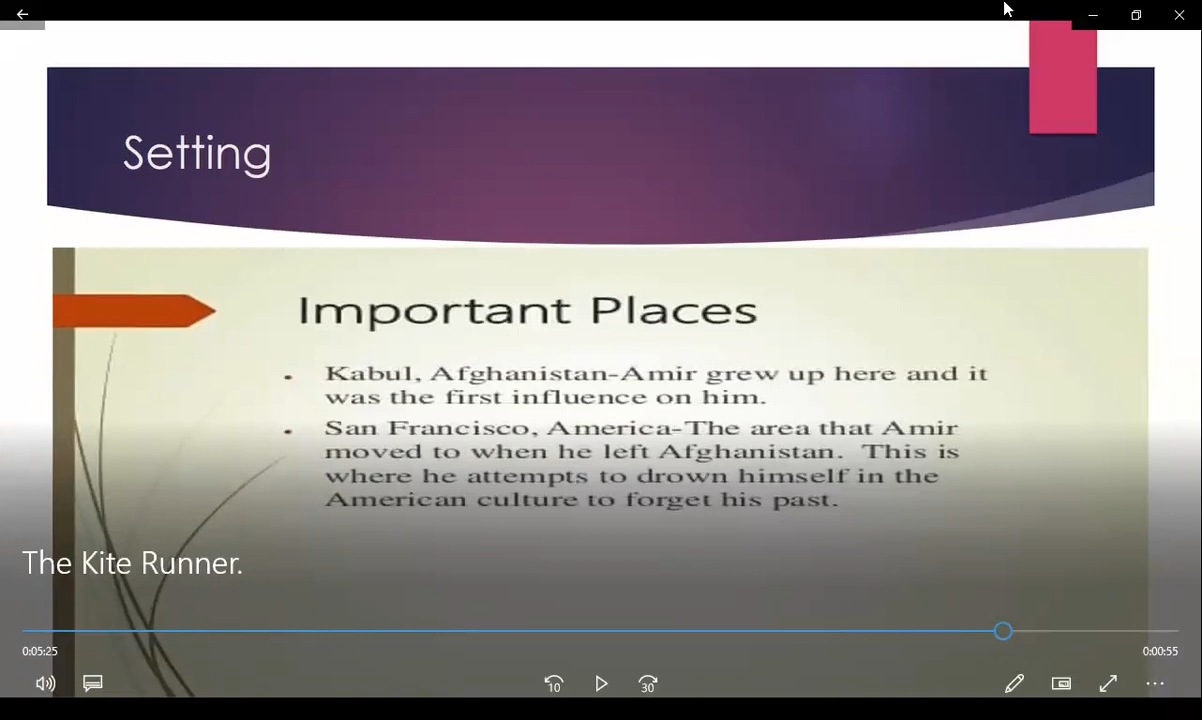 Setting
Important Places
• Kabul, Afghanistan-Amir grew up here and it
was the first influence on him.
• San Francisco, America-The area that Amir
moved to when he left Afghanistan. This is
where he attempts to drown himself in the
American culture to forget his past.
The Kite Runner.
0:05:25
0:00:55
10
30